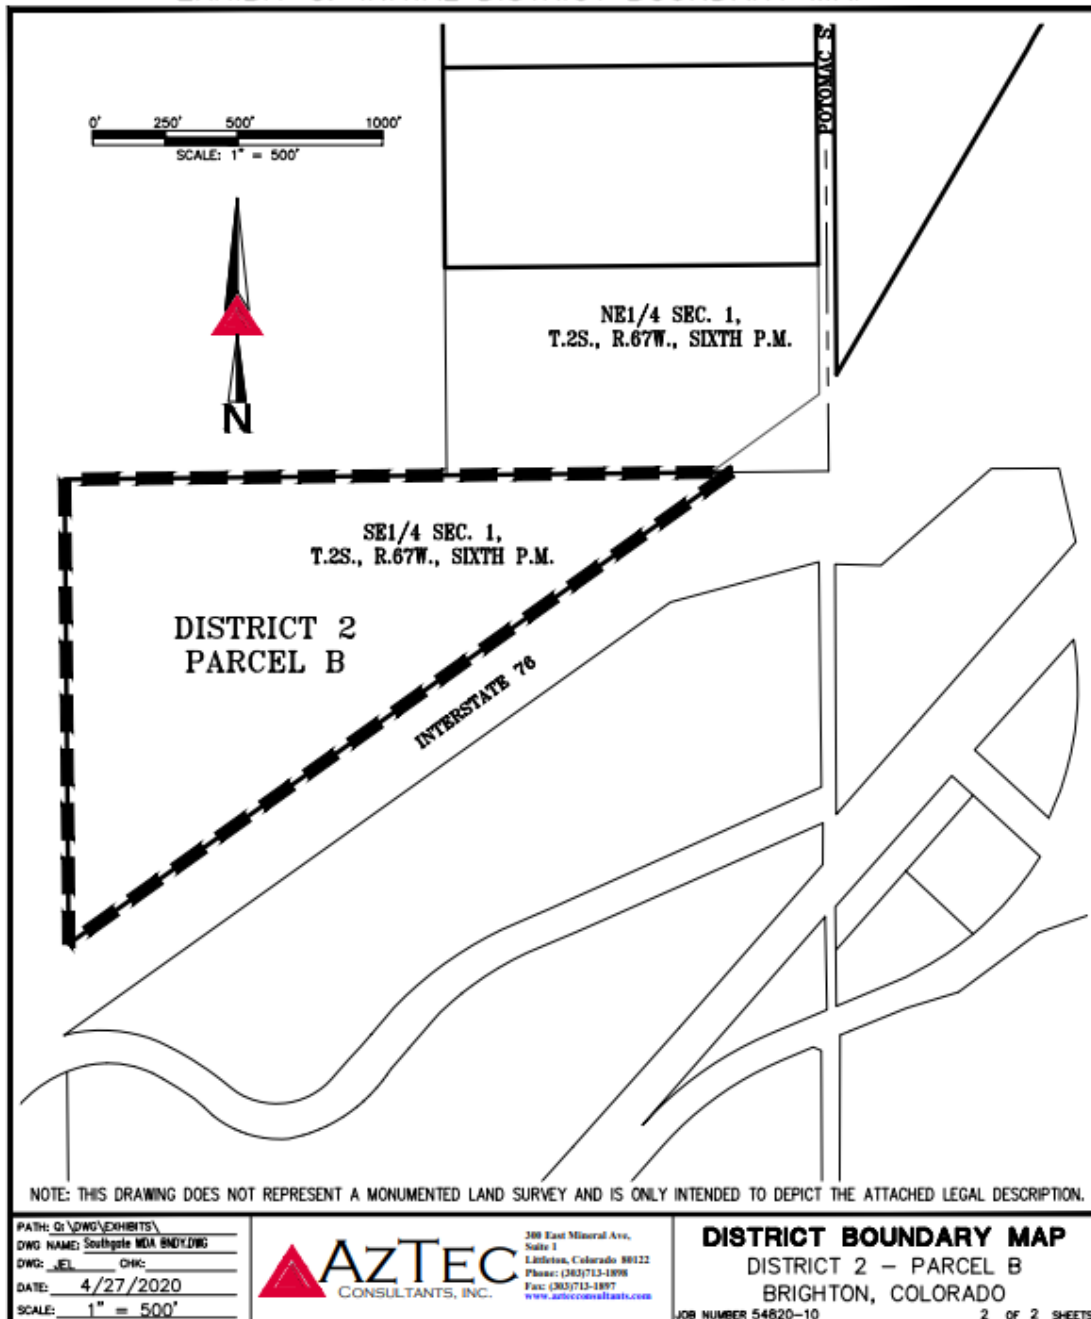 0' 250' 500' 1000'
SCALE: 1" = 500'
N
POTOMAC S
NE1/4 SEC. 1,
T.2S., R.67W., SIXTH P.M.
SE1/4 SEC. 1,
T.2S., R.67W., SIXTH P.M.
DISTRICT 2
PARCEL B
INTERSTATE 76
NOTE: THIS DRAWING DOES NOT REPRESENT A MONUMENTED LAND SURVEY AND IS ONLY INTENDED TO DEPICT THE ATTACHED LEGAL DESCRIPTION.
PATH: Q:\DWG\EXHIBITS\
DWG NAME: Southgate MDA BNDY.DWG
DWG: JEL CHK:
DATE: 4/27/2020
SCALE: 1" = 500'
AZTEC
CONSULTANTS, INC.
300 East Mineral Ave,
Suite 1
Littleton, Colorado 80122
Phone: (303)713-1898
Fax: (303)713-1897
www.aztecconsultants.com
DISTRICT BOUNDARY MAP
DISTRICT 2 – PARCEL B
BRIGHTON, COLORADO
JOB NUMBER 54820-10 2 OF 2 SHEETS